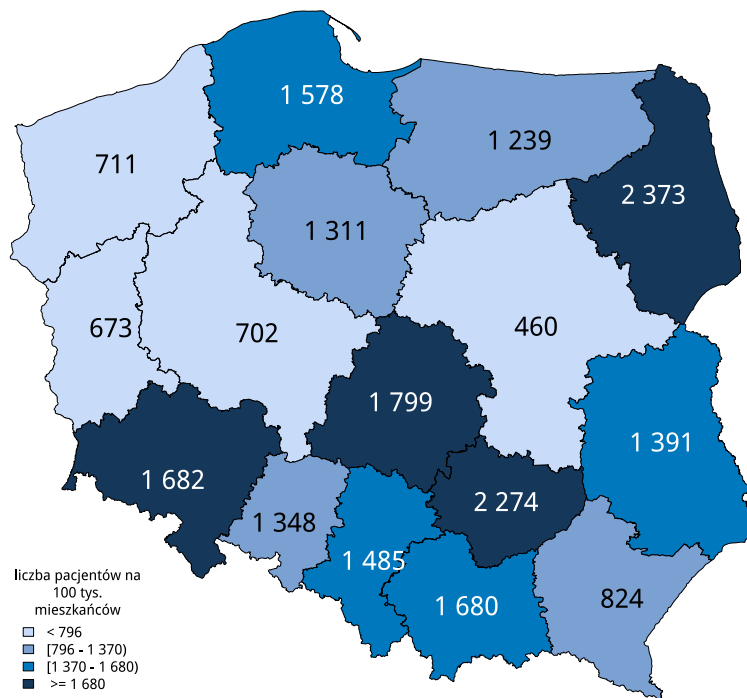 1 578
1 239
711
2 373
1 311
673
702
460
1 799
1 391
1 682
2 274
1 348
1 485
1 680
824
liczba pacjentów na
100 tys.
mieszkańców
< 796
[796 - 1 370)
[1 370 - 1 680)
>= 1 680